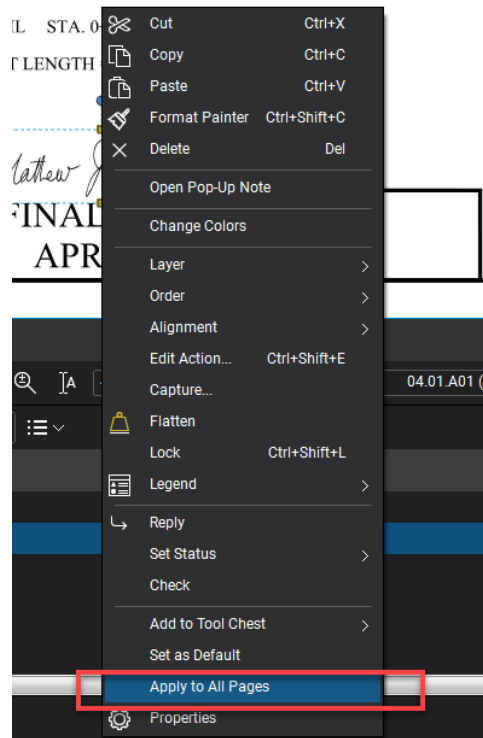 IL STA. 0+
Cut Ctrl+X
T LENGTH
Copy Ctrl+C
Paste Ctrl+V
Format Painter Ctrl+Shift+C
Delete Del
Open Pop-Up Note
FINAL
Change Colors
APR
Layer
Order
Alignment
Edit Action... Ctrl+Shift+E
Capture...
04.01.A01 (
Flatten
Lock Ctrl+Shift+L
Legend
Reply
Set Status
Check
Add to Tool Chest
Set as Default
Apply to All Pages
Properties